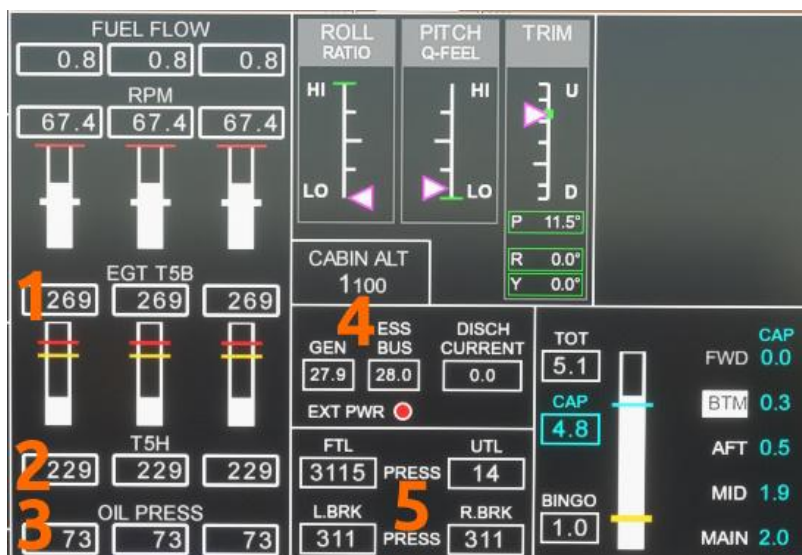 FUEL FLOW
0.8 0.8 0.8
RPM
67.4 67.4 67.4
EGT T5B
1
269 269 269
T5H
2
229 229 229
OIL PRESS
3
73 73 73
ROLL
RATIO
HI
LO
PITCH
Q-FEEL
HI
LO
TRIM
U
D
P 11.5°
R 0.0°
Y 0.0°
CABIN ALT
1100
4
GEN
27.9
ESS
BUS
28.0
DISCH
CURRENT
0.0
EXT PWR
FTL UTL
3115 PRESS 14
5
L.BRK R.BRK
311 PRESS 311
TOT
5.1
CAP
4.8
BINGO
1.0
CAP
FWD 0.0
BTM 0.3
AFT 0.5
MID 1.9
MAIN 2.0